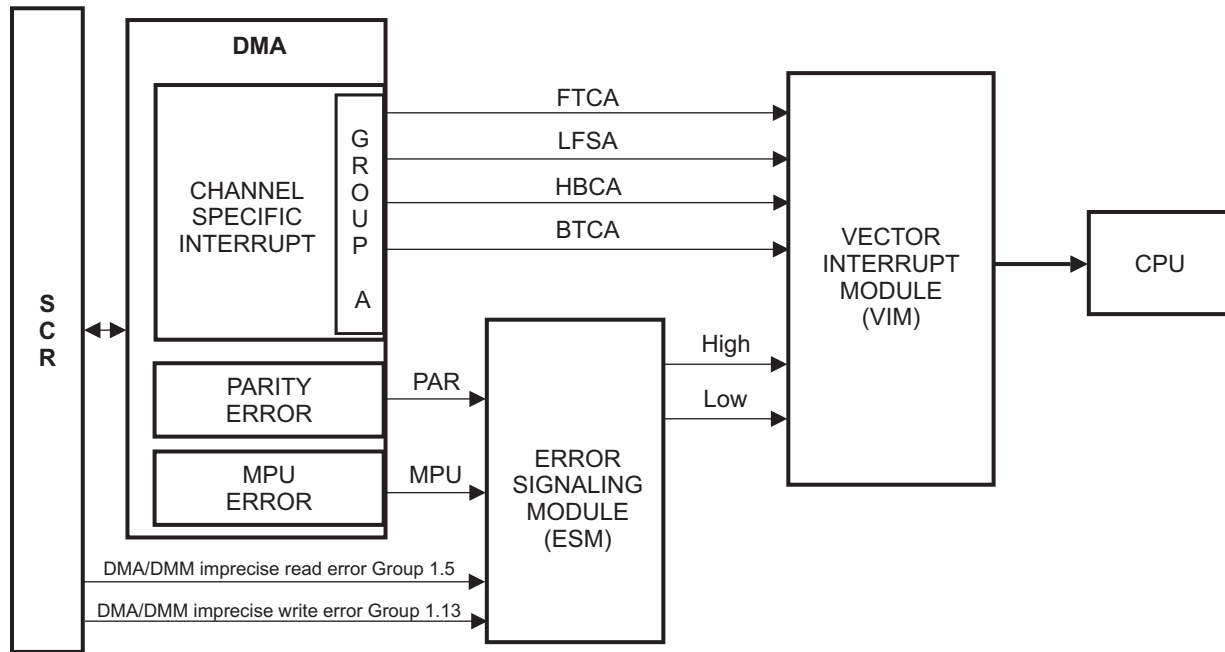 SCR
DMA
CHANNEL
SPECIFIC
INTERRUPT
GROUP A
FTCA
LFSA
HBCA
BTCA
VECTOR
INTERRUPT
MODULE
(VIM)
CPU
High
Low
PARITY
ERROR
PAR
MPU
ERROR
MPU
ERROR
SIGNALING
MODULE
(ESM)
DMA/DMM imprecise read error Group 1.5
DMA/DMM imprecise write error Group 1.13